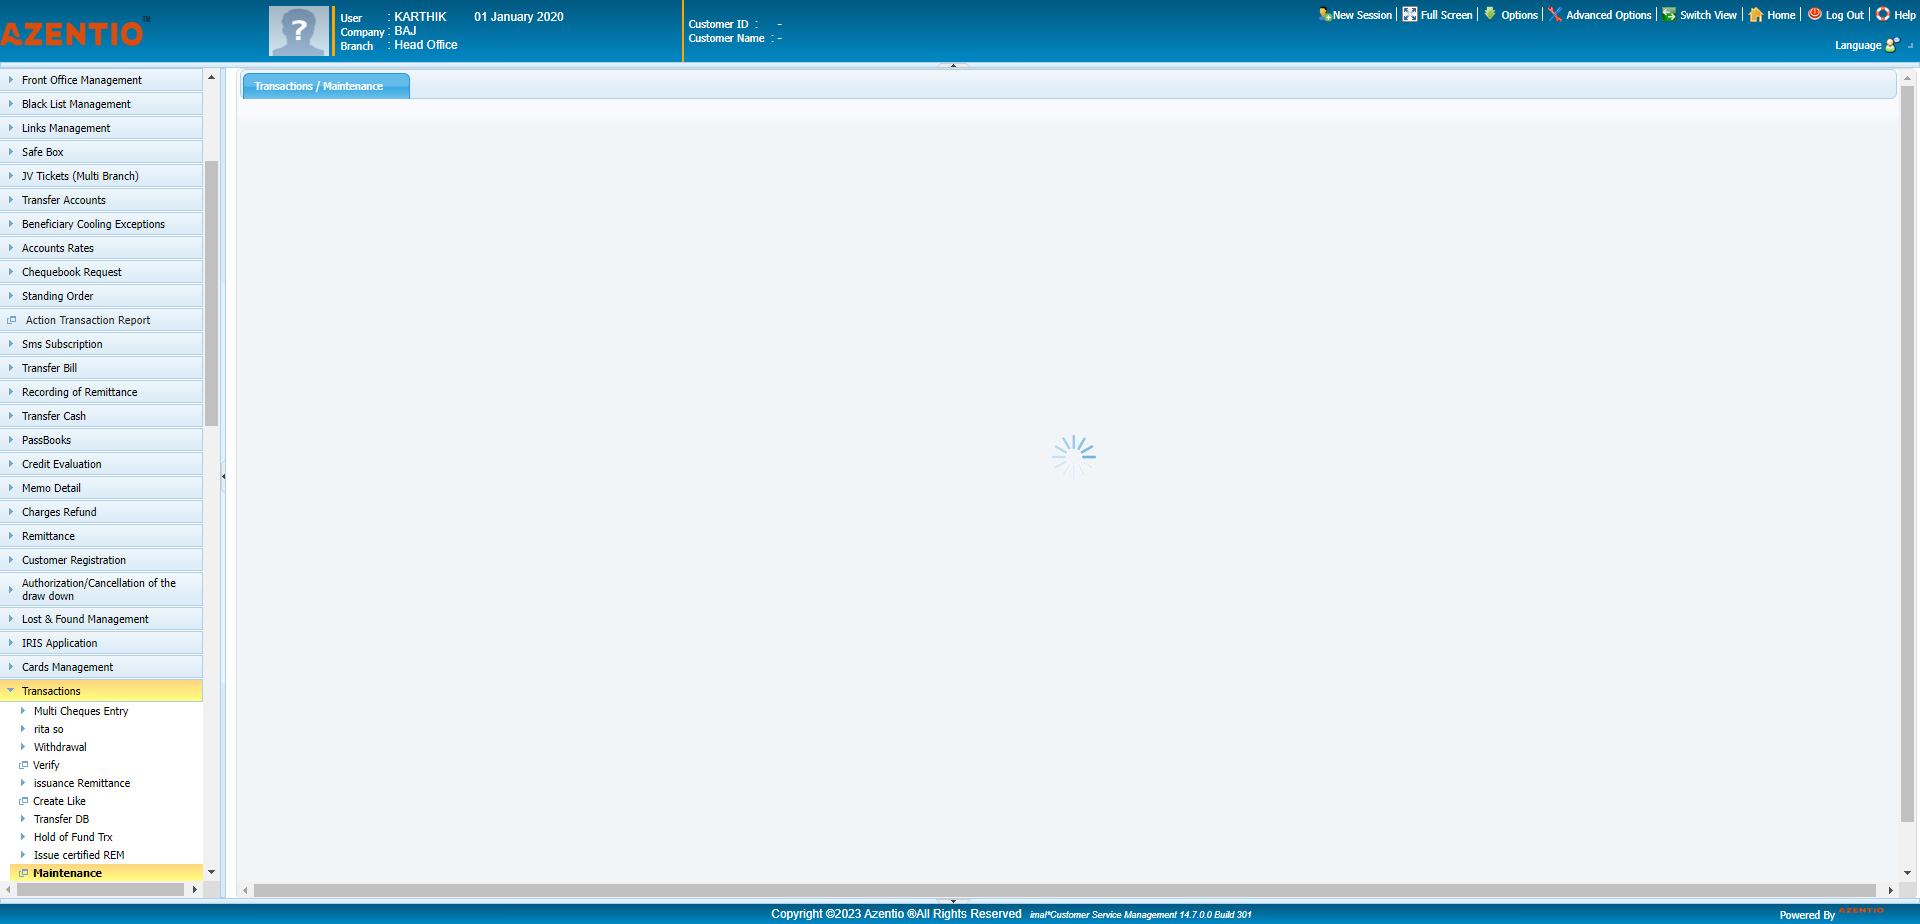 AZENTIO™
User : KARTHIK 01 January 2020
Company : BAJ
Branch : Head Office
Customer ID : -
Customer Name : -
New Session Full Screen Options Advanced Options Switch View Home Log Out Help
Language
Front Office Management
Black List Management
Links Management
Safe Box
JV Tickets (Multi Branch)
Transfer Accounts
Beneficiary Cooling Exceptions
Accounts Rates
Chequebook Request
Standing Order
Action Transaction Report
Sms Subscription
Transfer Bill
Recording of Remittance
Transfer Cash
PassBooks
Credit Evaluation
Memo Detail
Charges Refund
Remittance
Customer Registration
Authorization/Cancellation of the
draw down
Lost & Found Management
IRIS Application
Cards Management
Transactions
Multi Cheques Entry
rita so
Withdrawal
Verify
issuance Remittance
Create Like
Transfer DB
Hold of Fund Trx
Issue certified REM
Maintenance
Transactions / Maintenance
Copyright ©2023 Azentio ®All Rights Reserved imal*Customer Service Management 14.7.0.0 Build 301
Powered By AZENTIO